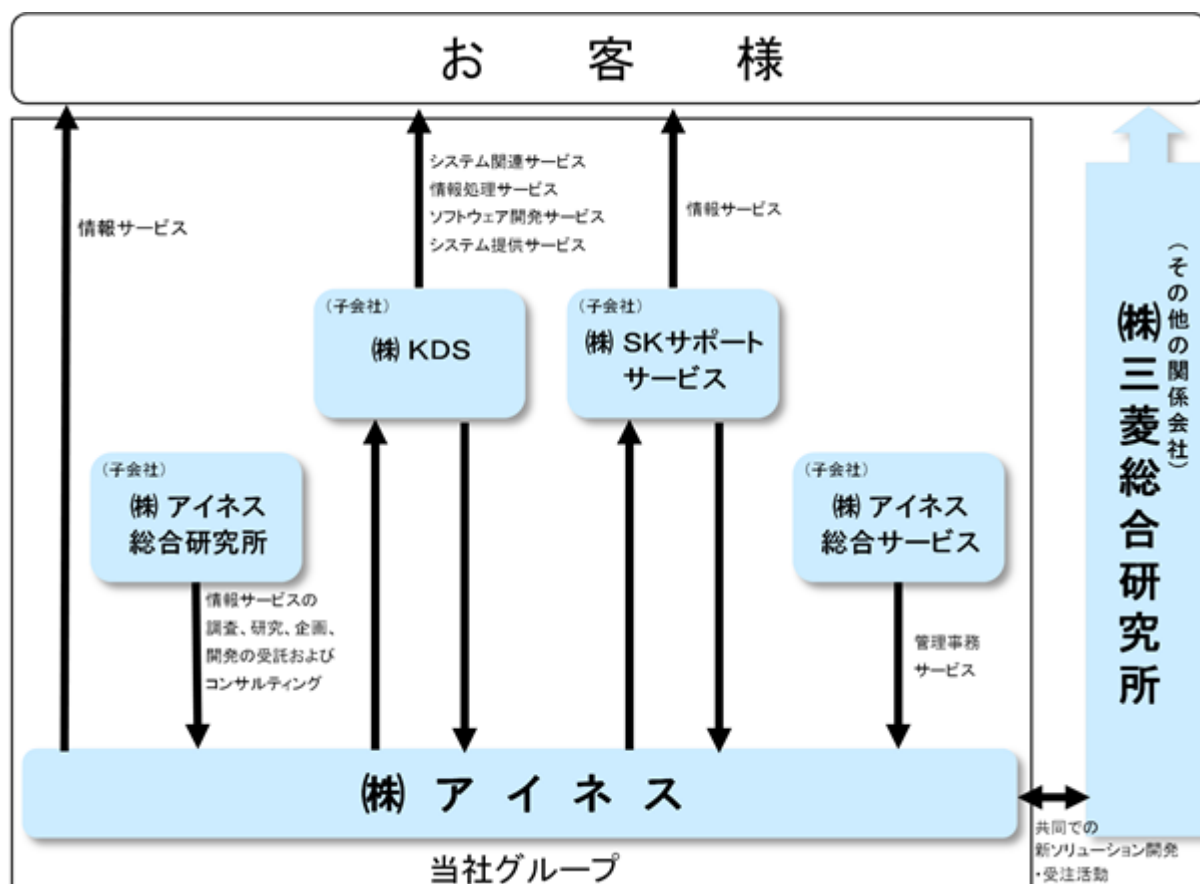 お客様
情報サービス
システム関連サービス
情報処理サービス
ソフトウェア開発サービス
システム提供サービス
情報サービス
(子会社)
㈱ KDS
(子会社)
㈱ SKサポート
サービス
(子会社)
㈱ アイネス
総合研究所
(子会社)
㈱ アイネス
総合サービス
情報サービスの
調査、研究、企画、
開発の受託および
コンサルティング
管理事務
サービス
㈱ アイネス
当社グループ
(その他の関係会社)
㈱三菱総合研究所
共同での
新ソリューション開発
・受注活動